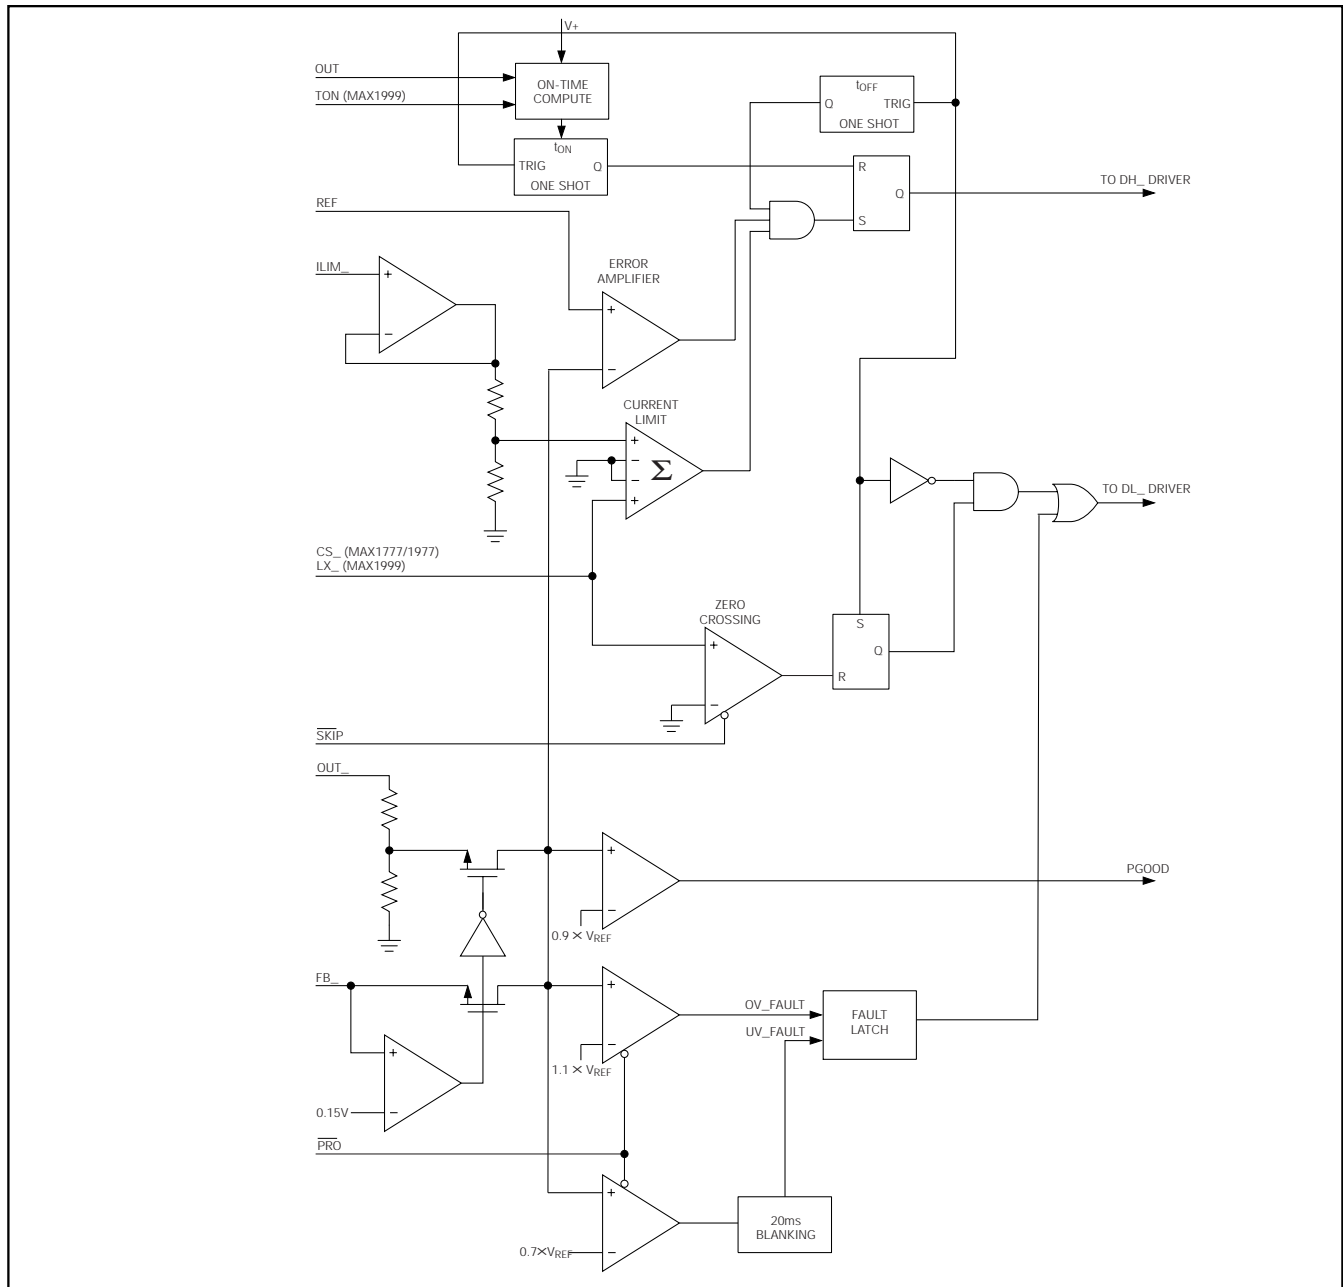 V+
OUT
TON (MAX1999)
ON-TIME
COMPUTE
tOFF
Q
TRIG
ONE SHOT
tON
TRIG
Q
ONE SHOT
R
Q
S
TO DH_ DRIVER
REF
ILIM_
+
−
ERROR
AMPLIFIER
+
−
CURRENT
LIMIT
+
−
Σ
−
+
TO DL_ DRIVER
CS_ (MAX1777/1977)
LX_ (MAX1999)
ZERO
CROSSING
+
−
S
Q
R
SKIP
OUT_
+
−
0.9 × VREF
PGOOD
FB_
+
−
1.1 × VREF
OV_FAULT
UV_FAULT
FAULT
LATCH
+
−
0.15V
PRO
+
−
0.7×VREF
20ms
BLANKING